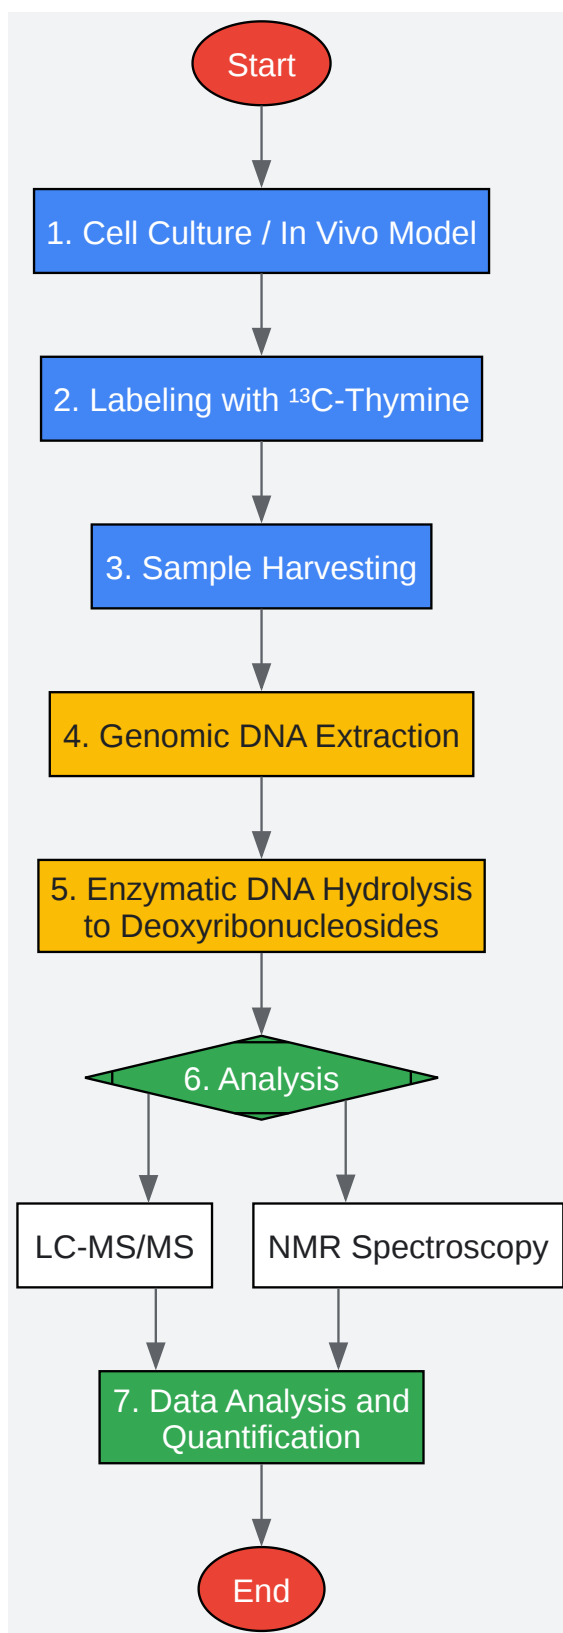 Start
1. Cell Culture / In Vivo Model
2. Labeling with ¹³C-Thymine
3. Sample Harvesting
4. Genomic DNA Extraction
5. Enzymatic DNA Hydrolysis
to Deoxyribonucleosides
6. Analysis
LC-MS/MS
NMR Spectroscopy
7. Data Analysis and
Quantification
End